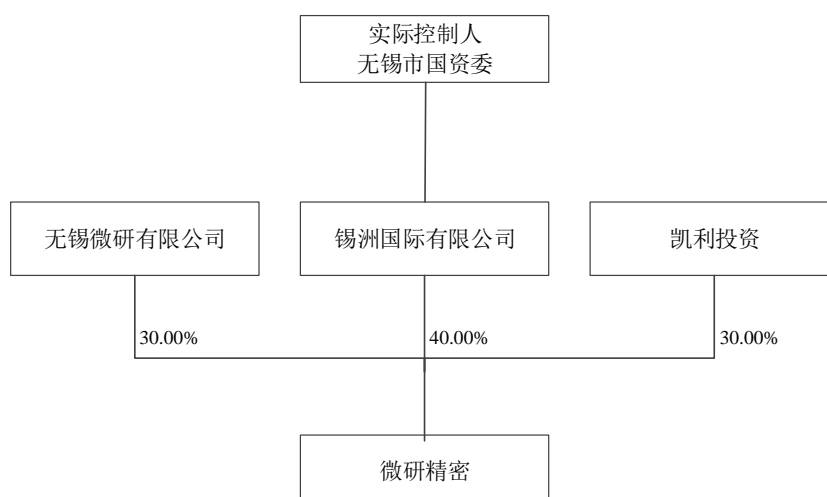 实际控制人
无锡市国资委
无锡微研有限公司
锡洲国际有限公司
凯利投资
30.00%
40.00%
30.00%
微研精密